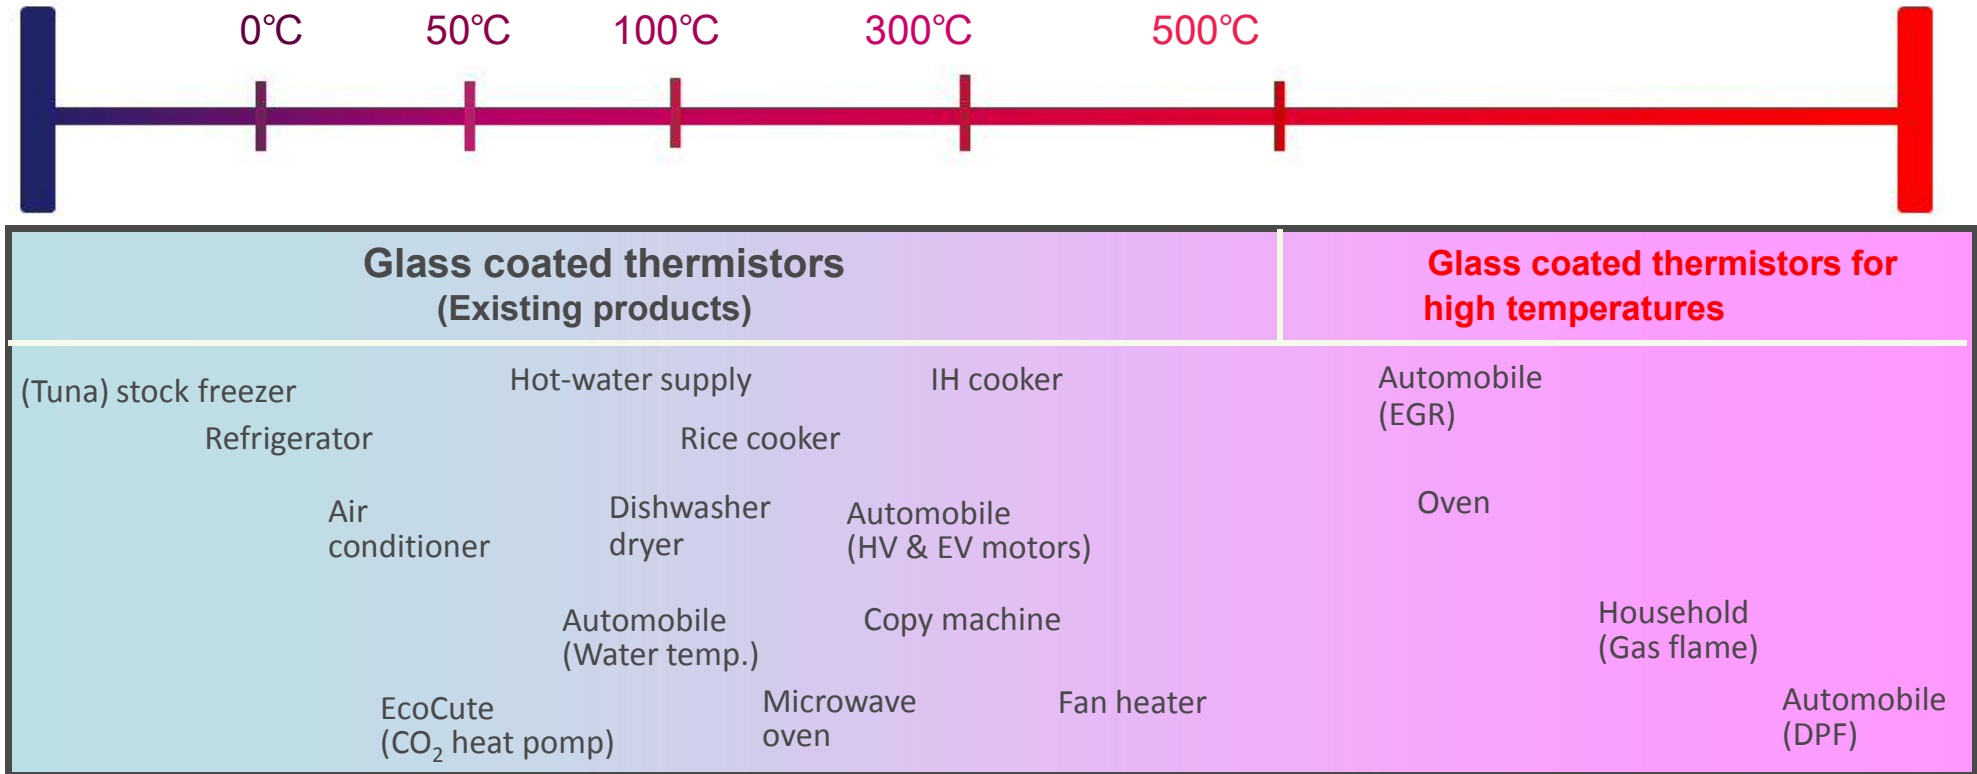 0℃ 50℃ 100℃ 300℃ 500℃
Glass coated thermistors
(Existing products)
Glass coated thermistors for
high temperatures
(Tuna) stock freezer
Hot-water supply
IH cooker
Automobile
(EGR)
Refrigerator
Rice cooker
Air
conditioner
Dishwasher
dryer
Automobile
(HV & EV motors)
Oven
Automobile
(Water temp.)
Copy machine
Household
(Gas flame)
EcoCute
(CO₂ heat pomp)
Microwave
oven
Fan heater
Automobile
(DPF)